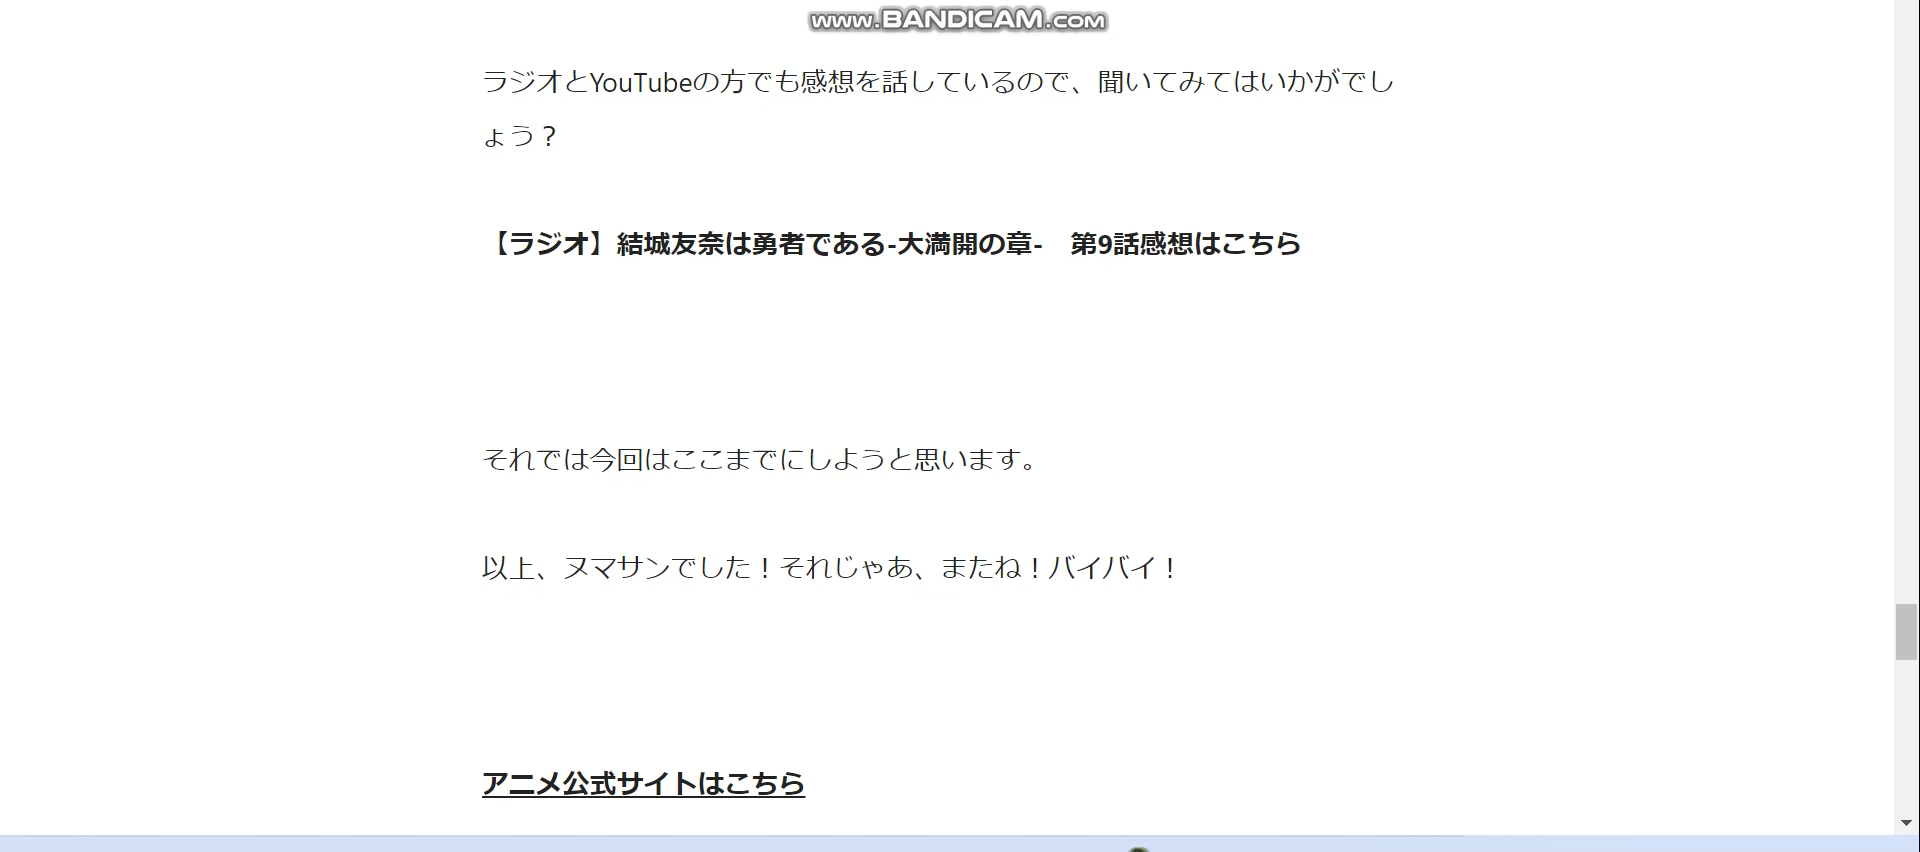 www.BANDICAM.com
ラジオとYouTubeの方でも感想を話しているので、聞いてみてはいかがでし
ょう？
【ラジオ】結城友奈は勇者である-大満開の章-　第9話感想はこちら
それでは今回はここまでにしようと思います。
以上、ヌマサンでした！それじゃあ、またね！バイバイ！
アニメ公式サイトはこちら